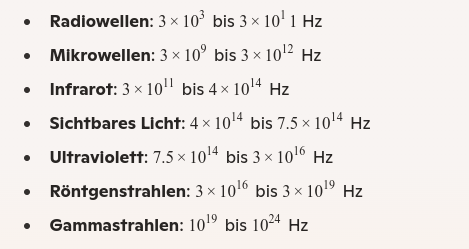 • Radiowellen: 3 × 10³ bis 3 × 10¹ 1 Hz
• Mikrowellen: 3 × 10⁹ bis 3 × 10¹² Hz
• Infrarot: 3 × 10¹¹ bis 4 × 10¹⁴ Hz
• Sichtbares Licht: 4 × 10¹⁴ bis 7.5 × 10¹⁴ Hz
• Ultraviolett: 7.5 × 10¹⁴ bis 3 × 10¹⁶ Hz
• Röntgenstrahlen: 3 × 10¹⁶ bis 3 × 10¹⁹ Hz
• Gammastrahlen: 10¹⁹ bis 10²⁴ Hz